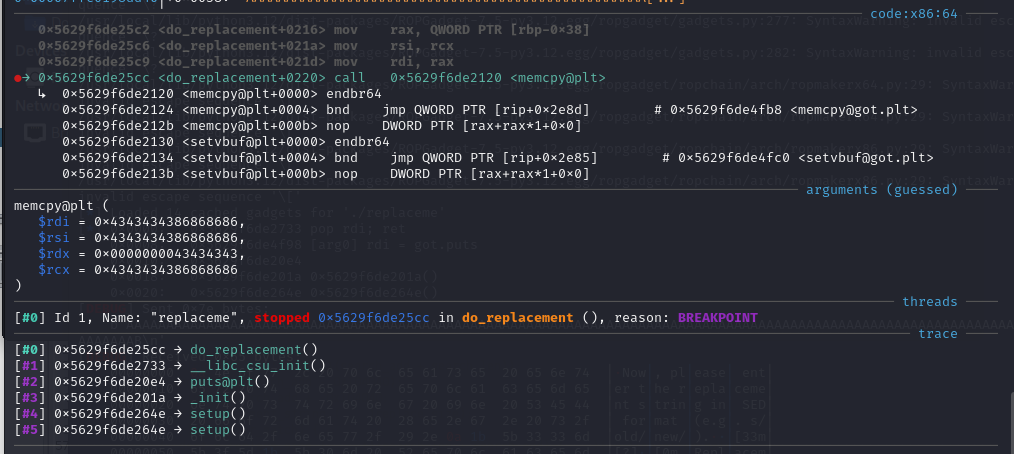 code:x86:64
0×5629f6de25c2 <do_replacement+0216> mov    rax, QWORD PTR [rbp-0×38]
0×5629f6de25c6 <do_replacement+021a> mov    rsi, rcx
0×5629f6de25c9 <do_replacement+021d> mov    rdi, rax
●→ 0×5629f6de25cc <do_replacement+0220> call   0×5629f6de2120 <memcpy@plt>
↳  0×5629f6de2120 <memcpy@plt+0000> endbr64
0×5629f6de2124 <memcpy@plt+0004> bnd    jmp QWORD PTR [rip+0×2e8d]        # 0×5629f6de4fb8 <memcpy@got.plt>
0×5629f6de212b <memcpy@plt+000b> nop    DWORD PTR [rax+rax*1+0×0]
0×5629f6de2130 <setvbuf@plt+0000> endbr64
0×5629f6de2134 <setvbuf@plt+0004> bnd    jmp QWORD PTR [rip+0×2e85]        # 0×5629f6de4fc0 <setvbuf@got.plt>
0×5629f6de213b <setvbuf@plt+000b> nop    DWORD PTR [rax+rax*1+0×0]
arguments (guessed)
memcpy@plt (
$rdi = 0×4343434386868686,
$rsi = 0×4343434386868686,
$rdx = 0×0000000043434343,
$rcx = 0×4343434386868686
)
threads
[#0] Id 1, Name: "replaceme", stopped 0×5629f6de25cc in do_replacement (), reason: BREAKPOINT
trace
[#0] 0×5629f6de25cc → do_replacement()
[#1] 0×5629f6de2733 → __libc_csu_init()
[#2] 0×5629f6de20e4 → puts@plt()
[#3] 0×5629f6de201a → _init()
[#4] 0×5629f6de264e → setup()
[#5] 0×5629f6de264e → setup()